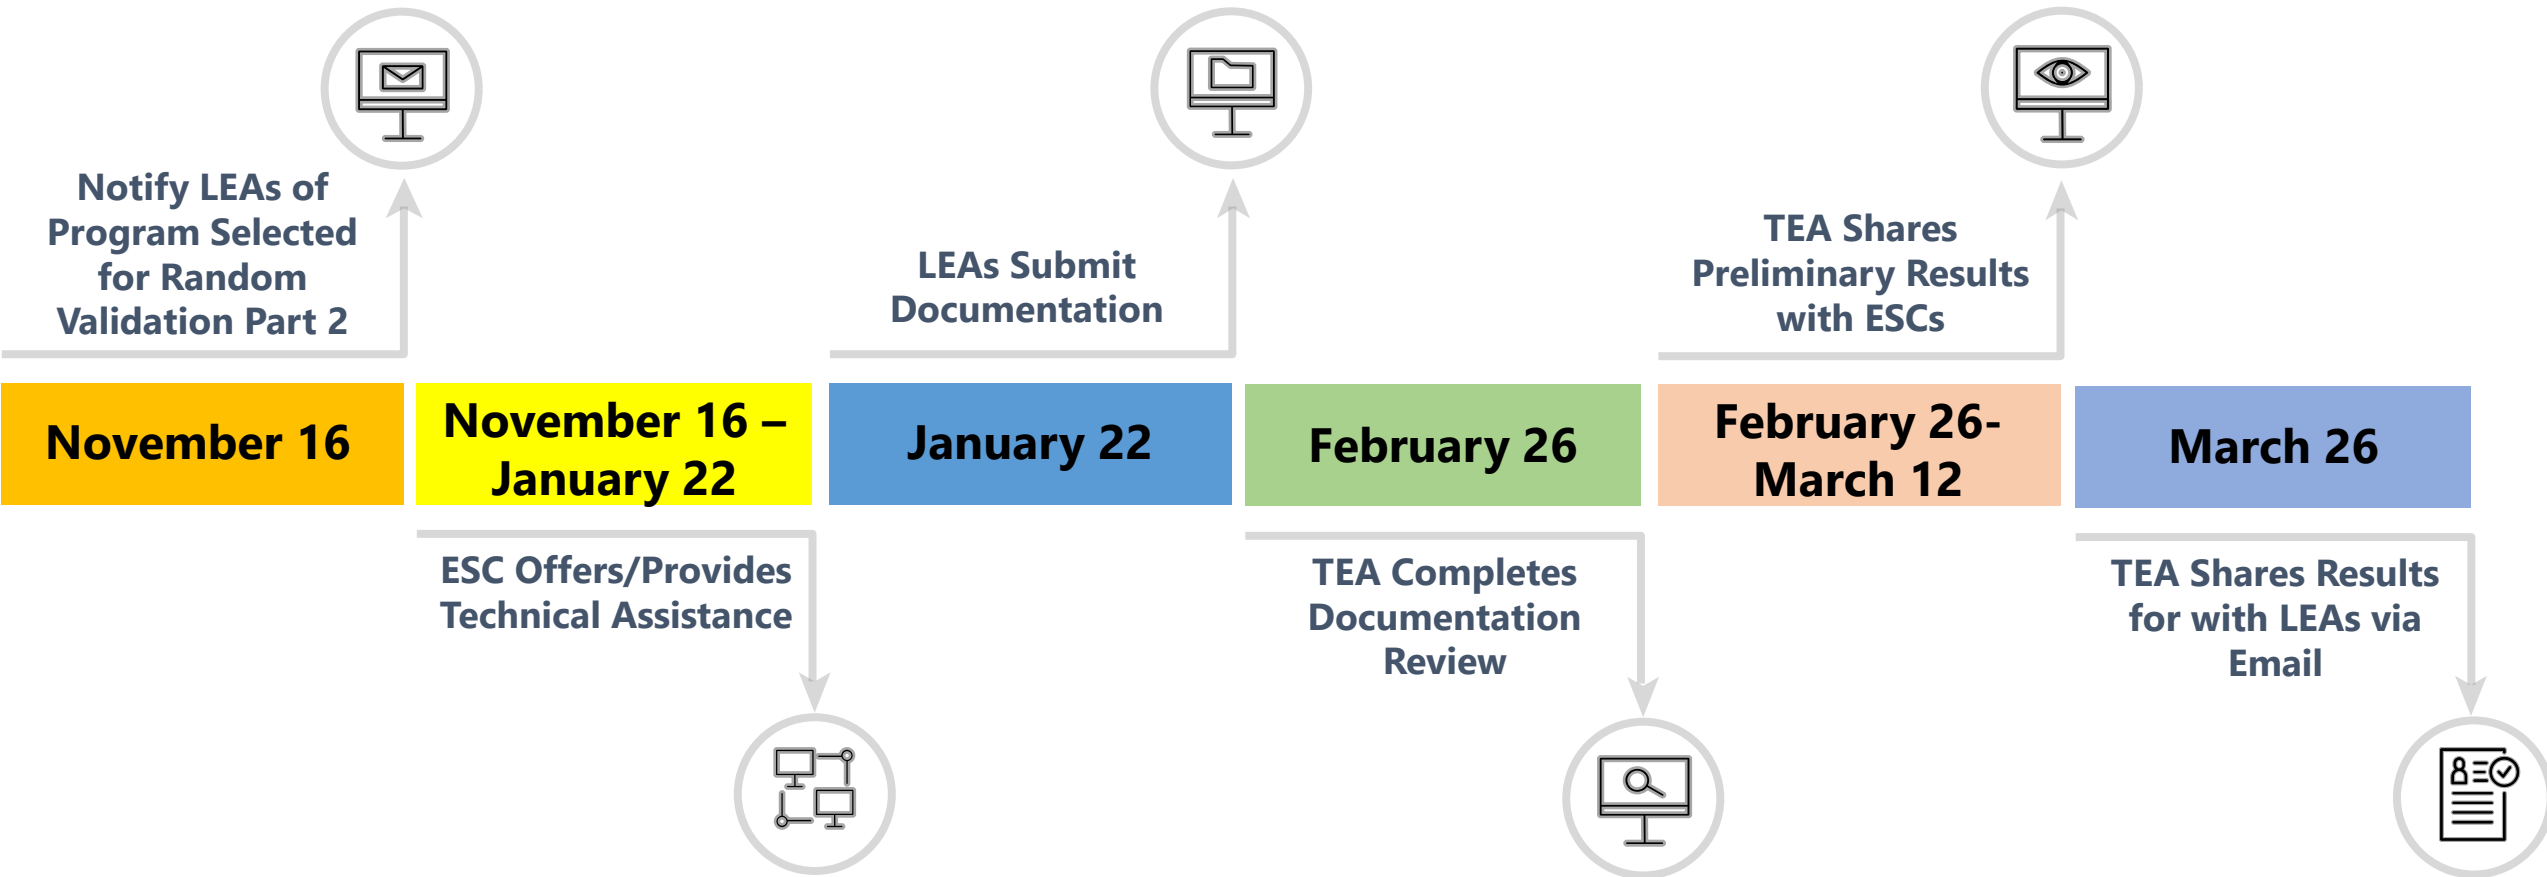 Notify LEAs of
Program Selected
for Random
Validation Part 2
November 16
November 16 –
January 22
ESC Offers/Provides
Technical Assistance
LEAs Submit
Documentation
January 22
February 26
TEA Completes
Documentation
Review
TEA Shares
Preliminary Results
with ESCs
February 26-
March 12
March 26
TEA Shares Results
for with LEAs via
Email